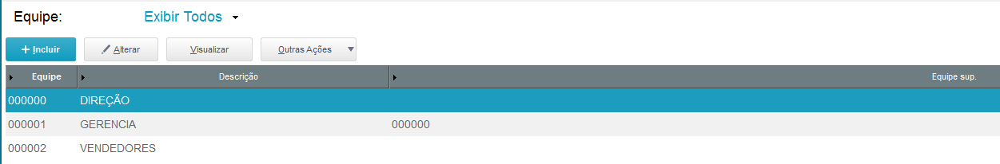 Equipe: Exibir Todos
+ Incluir Alterar Visualizar Outras Ações
Equipe Descrição Equipe sup.
000000 DIREÇÃO
000001 GERENCIA 000000
000002 VENDEDORES